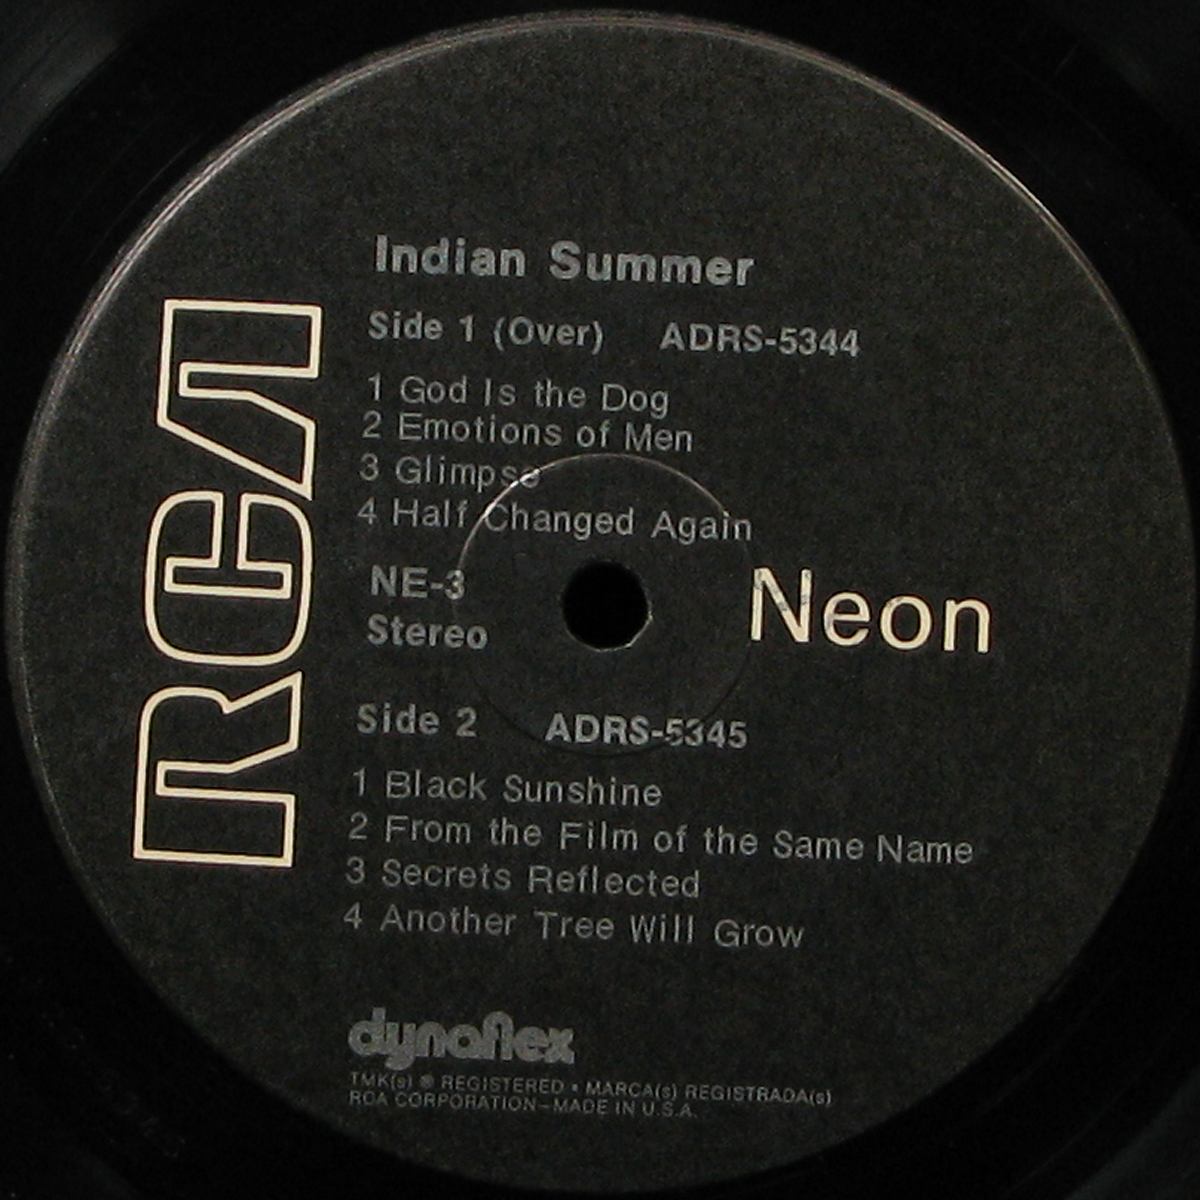 Indian Summer
Side 1 (Over) ADRS-5344
1 God Is the Dog
2 Emotions of Men
3 Glimpse
4 Half Changed Again
NE-3
Stereo
Neon
RCA
Side 2 ADRS-5345
1 Black Sunshine
2 From the Film of the Same Name
3 Secrets Reflected
4 Another Tree Will Grow
dynaflex
TMK(s) ® REGISTERED • MARCA(s) REGISTRADA(s)
RCA CORPORATION–MADE IN U.S.A.